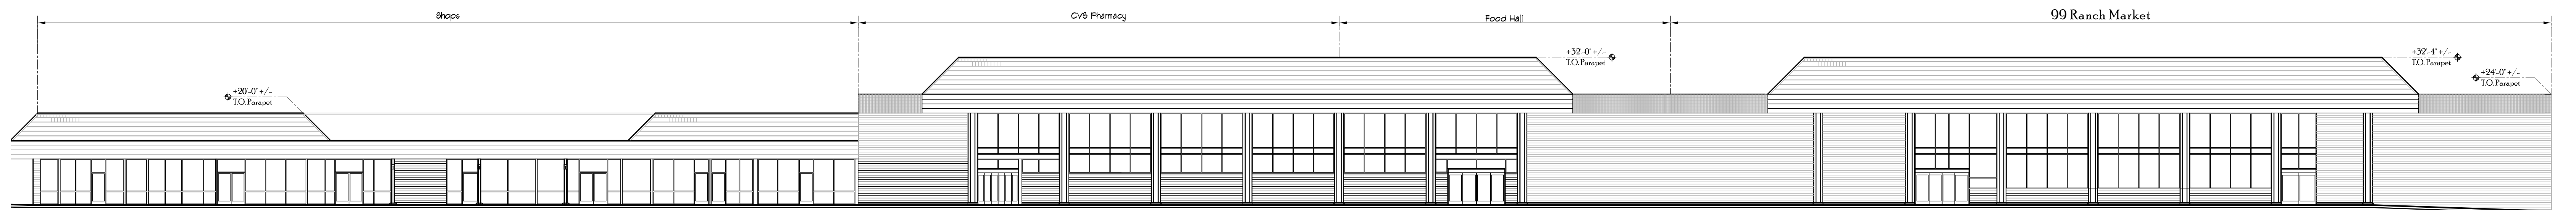 Shops
CVS Pharmacy
Food Hall
99 Ranch Market
+32'-0" +/-
T.O. Parapet
+32'-4" +/-
T.O. Parapet
+24'-0" +/-
T.O. Parapet
+20'-0" +/-
T.O. Parapet